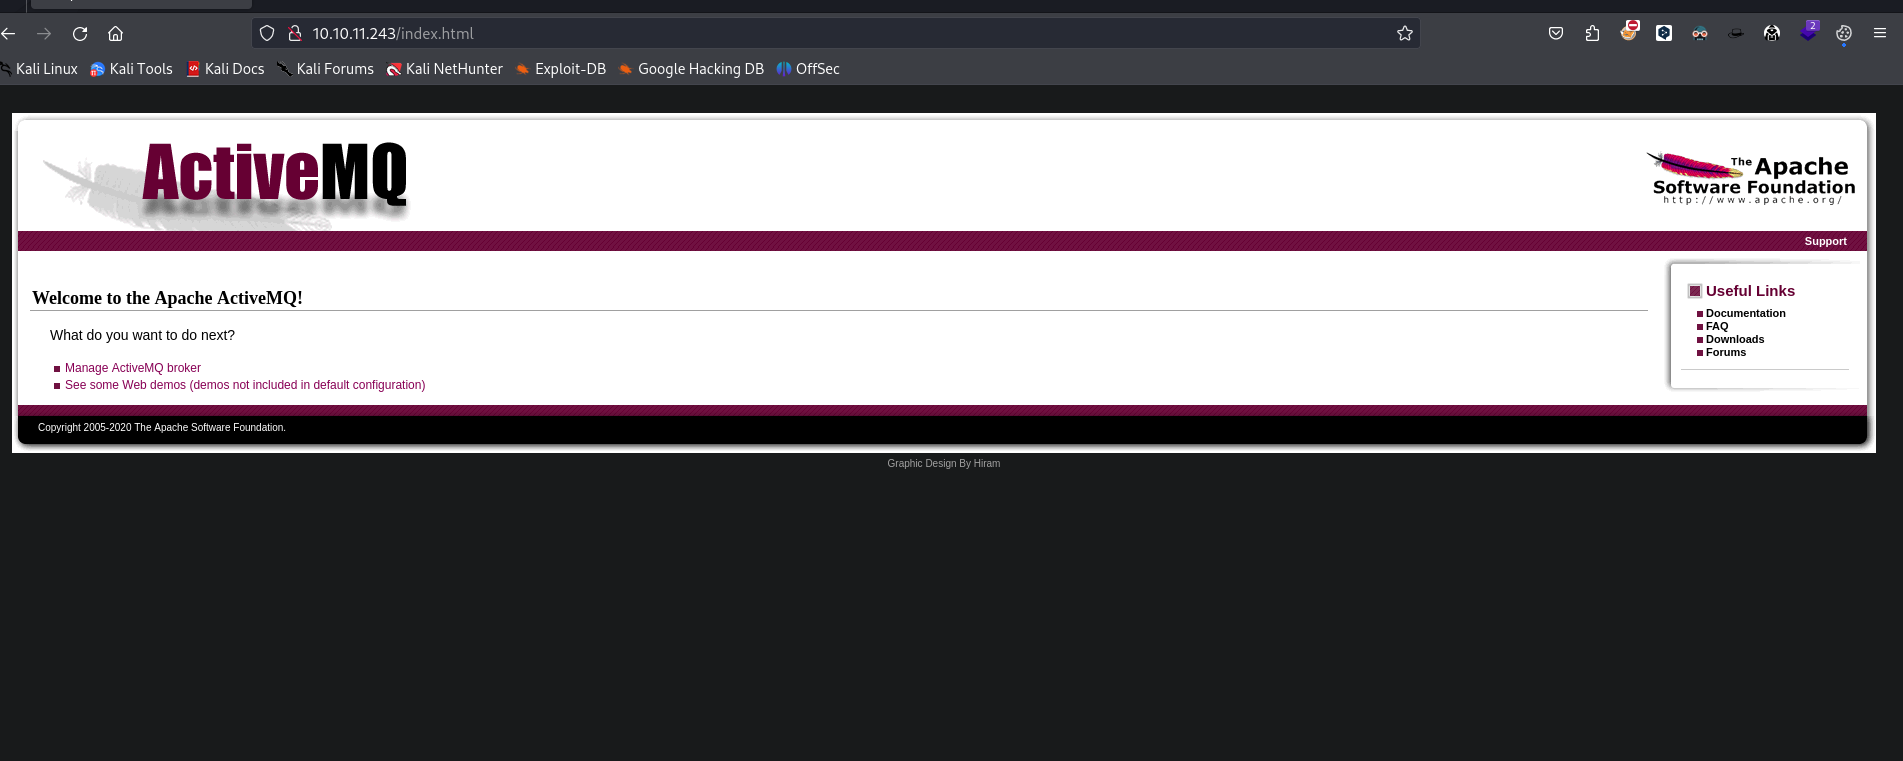 10.10.11.243/index.html
2
Kali Linux Kali Tools Kali Docs Kali Forums Kali NetHunter Exploit-DB Google Hacking DB OffSec
ActiveMQ
The Apache
Software Foundation
http://www.apache.org/
Support
Welcome to the Apache ActiveMQ!
What do you want to do next?
Manage ActiveMQ broker
See some Web demos (demos not included in default configuration)
Useful Links
Documentation
FAQ
Downloads
Forums
Copyright 2005-2020 The Apache Software Foundation.
Graphic Design By Hiram